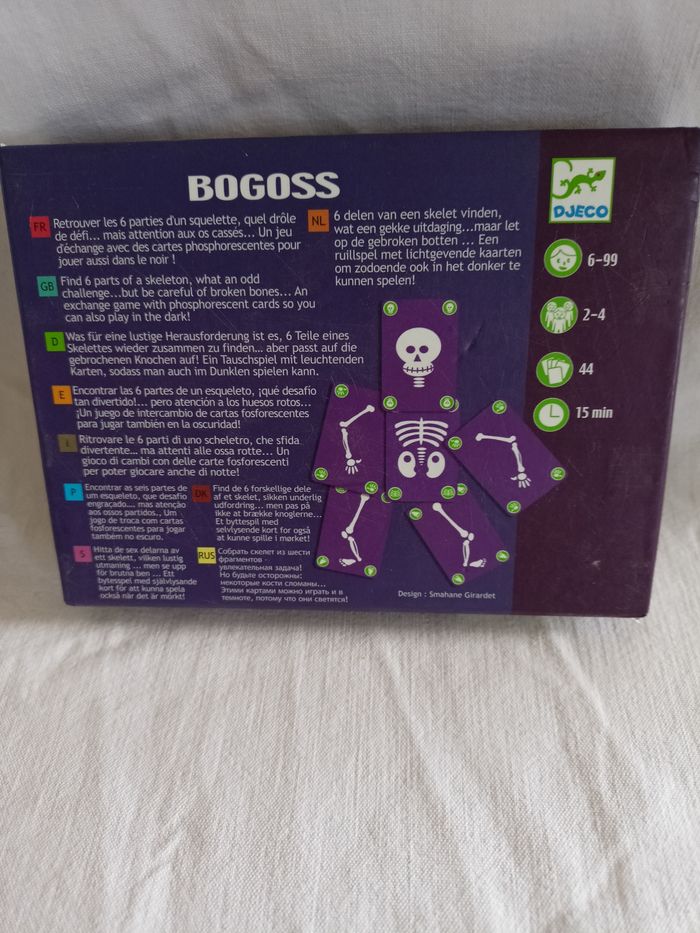 BOGOSS
FR
Retrouver les 6 parties d'un squelette, quel drôle
de défi... mais attention aux os cassés... Un jeu
d'échange avec des cartes phosphorescentes pour
jouer aussi dans le noir !
NL
6 delen van een skelet vinden,
wat een gekke uitdaging...maar let
op de gebroken botten ... Een
ruilspel met lichtgevende kaarten
om zodoende ook in het donker te
kunnen spelen!
GB
Find 6 parts of a skeleton, what an odd
challenge...but be careful of broken bones... An
exchange game with phosphorescent cards so you
can also play in the dark!
D
Was für eine lustige Herausforderung ist es, 6 Teile eines
Skelettes wieder zusammen zu finden... aber passt auf die
gebrochenen Knochen auf! Ein Tauschspiel mit leuchtenden
Karten, sodass man auch im Dunklen spielen kann.
E
Encontrar las 6 partes de un esqueleto, ¡qué desafío
tan divertido!... pero atención a los huesos rotos...
¡Un juego de intercambio de cartas fosforescentes
para jugar también en la oscuridad!
I
Ritrovare le 6 parti di uno scheletro, che sfida
divertente... ma attenti alle ossa rotte... Un
gioco di cambi con delle carte fosforescenti
per poter giocare anche di notte!
P
Encontrar as seis partes de
um esqueleto, que desafio
engraçado... mas atenção
aos ossos partidos., Um
jogo de troca com cartas
fosforescentes para jogar
também no escuro.
DK
Find de 6 forskellige dele
af et skelet, sikken underlig
udfordring... men pas på
ikke at brække knoglerne...
Et byttespil med
selvlysende kort for også
at kunne spille i mørket!
S
Hitta de sex delarna av
ett skelett, vilken lustig
utmaning ... men se upp
för brutna ben ... Ett
bytesspel med självlysande
kort för att kunna spela
också när det är mörkt!
RUS
Собрать скелет из шести
фрагментов -
увлекательная задача!
Но будьте осторожны:
некоторые кости сломаны...
Этими картами можно играть и в
темноте, потому что они светятся!
Design : Smahane Girardet
DJECO
6-99
2-4
44
15 min